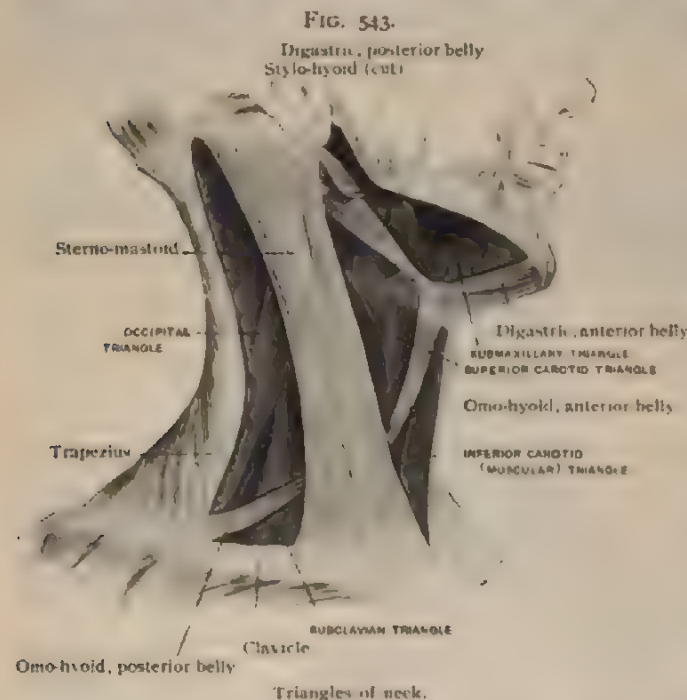 FIG. 543.
Digastric, posterior belly
Stylo-hyoid (cut)
Sterno-mastoid
OCCIPITAL
TRIANGLE
Digastric, anterior belly
SUBMAXILLARY TRIANGLE
SUPERIOR CAROTID TRIANGLE
Omo-hyoid, anterior belly
Trapezius
INFERIOR CAROTID
(MUSCULAR) TRIANGLE
SUBCLAVIAN TRIANGLE
Clavicle
Omo-hyoid, posterior belly
Triangles of neck.